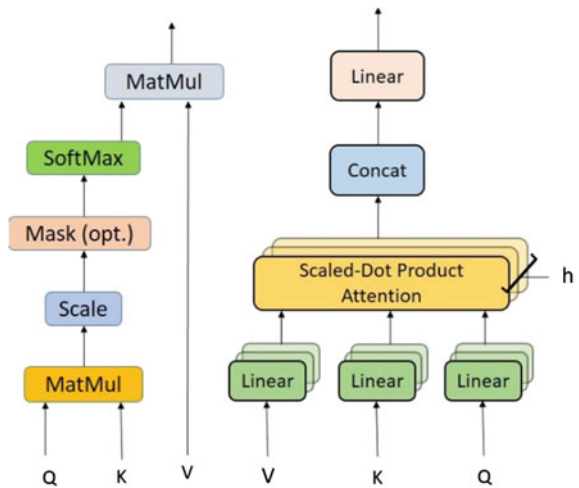 MatMul
SoftMax
Mask (opt.)
Scale
MatMul
Q K V
Linear
Concat
Scaled-Dot Product
Attention
h
Linear Linear Linear
V K Q